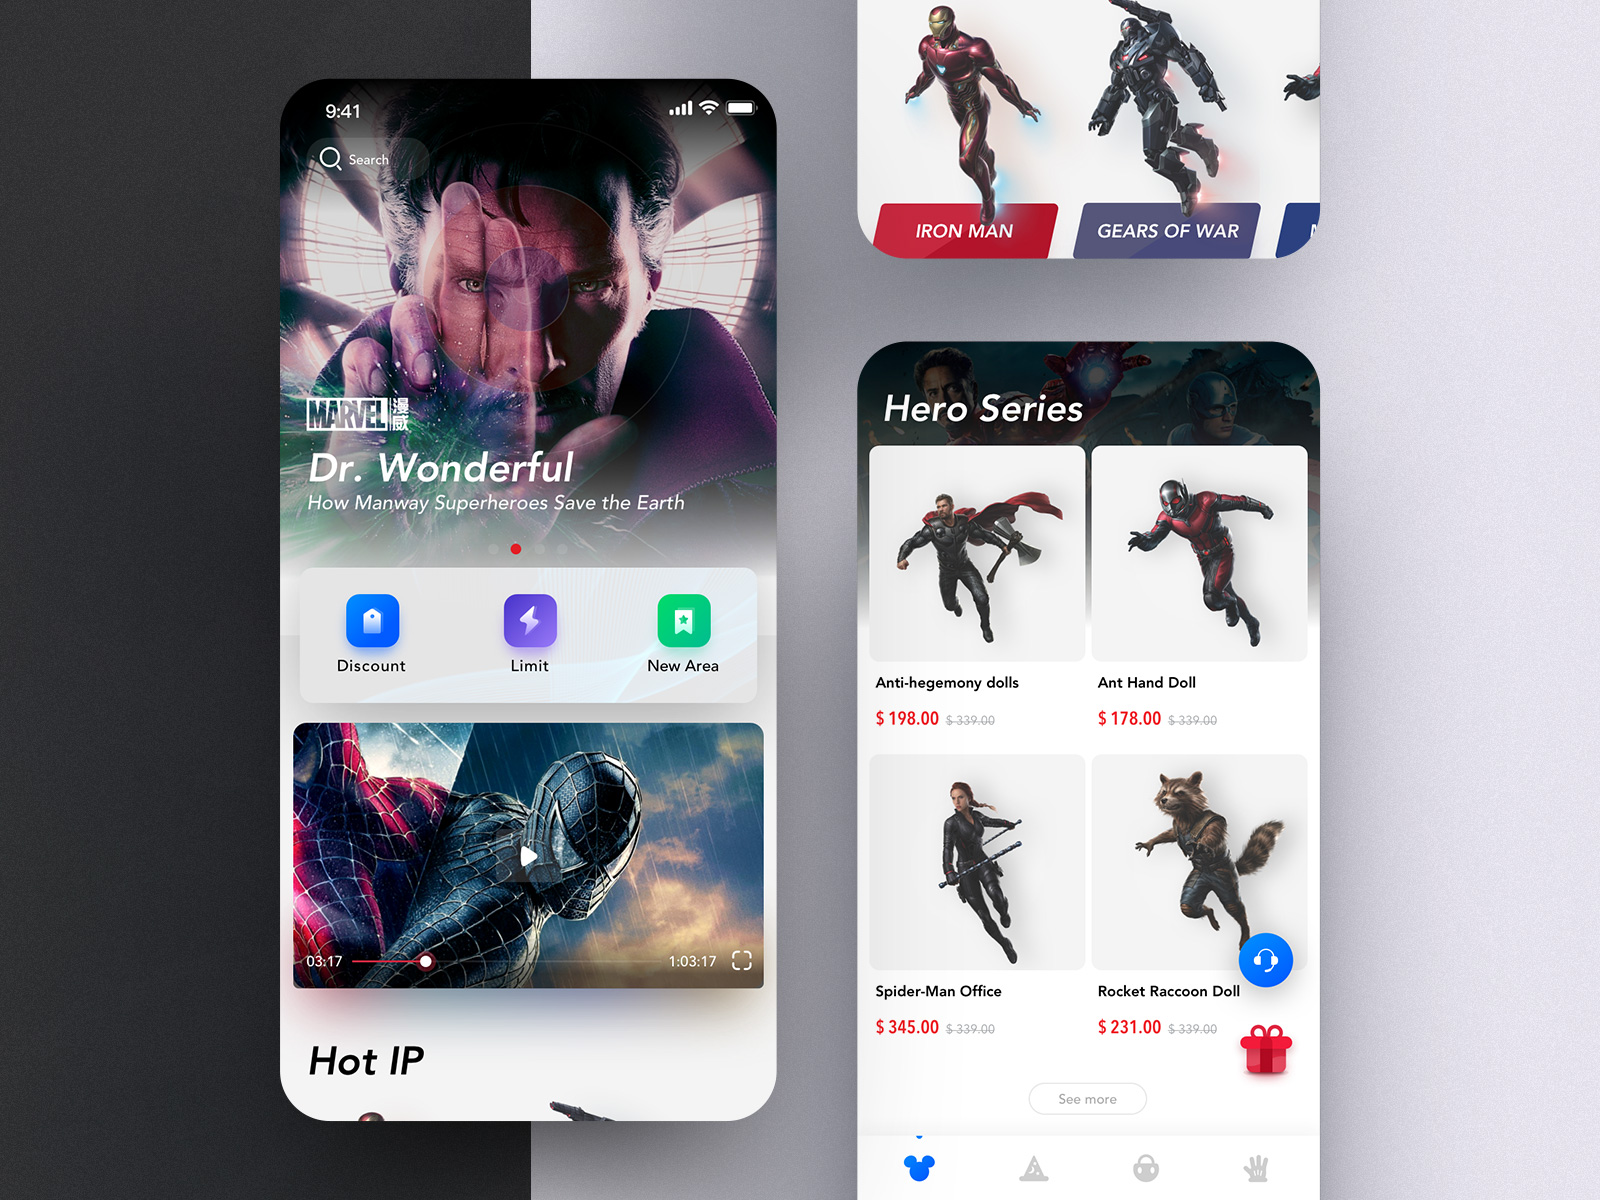 9:41
Search
MARVEL 漫威
Dr. Wonderful
How Manway Superheroes Save the Earth
Discount
Limit
New Area
03:17
1:03:17
Hot IP
IRON MAN
GEARS OF WAR
Hero Series
Anti-hegemony dolls
$ 198.00 $ 339.00
Ant Hand Doll
$ 178.00 $ 339.00
Spider-Man Office
$ 345.00 $ 339.00
Rocket Raccoon Doll
$ 231.00 $ 339.00
See more